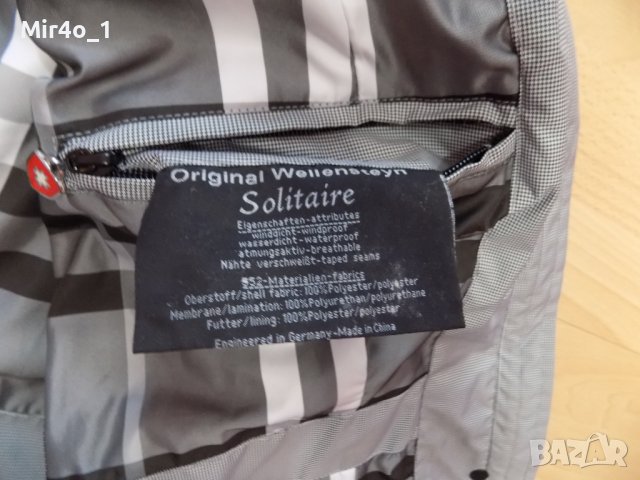 Mir4o_1
Original Wellensteyn
Solitaire
Eigenschaften-attributes
winddicht-windproof
wasserdicht-waterproof
atmungsaktiv-breathable
Nähte verschweißt-taped seams
552-Materialien-fabrics
Oberstoff/shell fabric: 100%Polyester/polyester
Membrane/lamination: 100%Polyurethan/polyurethane
Futter/lining: 100%Polyester/polyester
Engineered in Germany-Made in China
BAZAR
bg